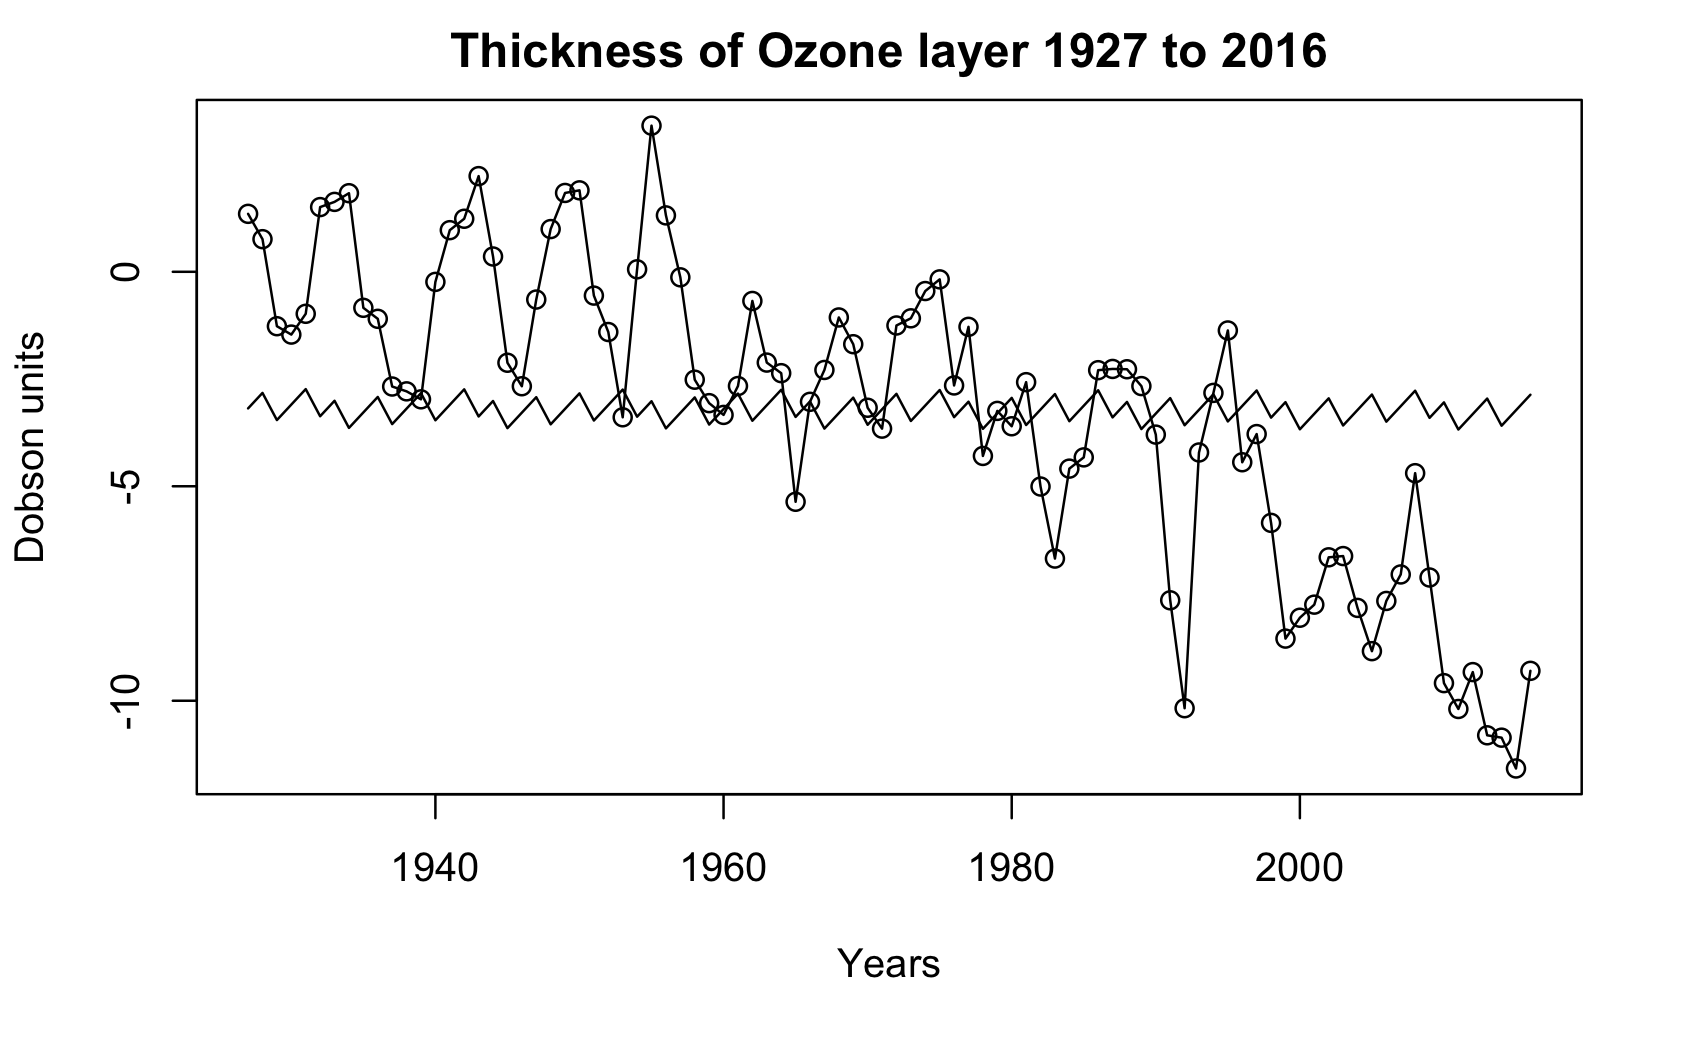 Thickness of Ozone layer 1927 to 2016
Dobson units
0
-5
-10
1940 1960 1980 2000
Years